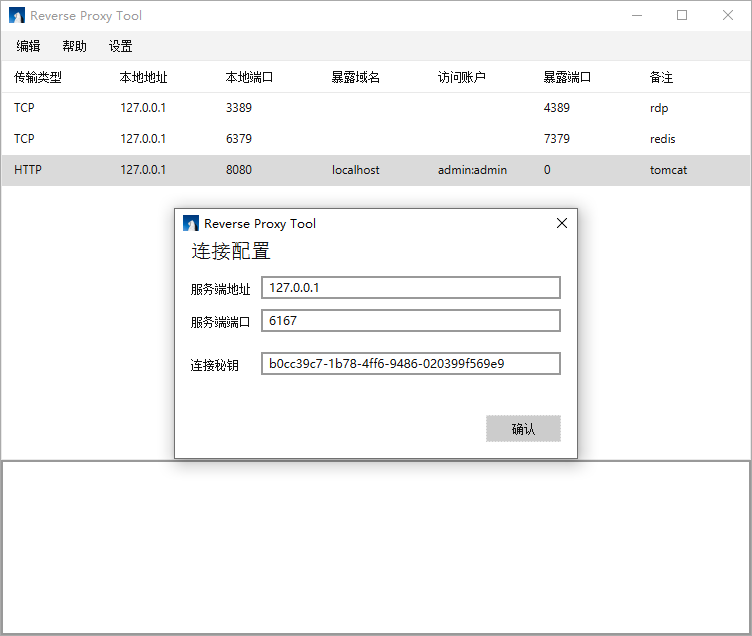 Reverse Proxy Tool
编辑 帮助 设置
传输类型 本地地址 本地端口 暴露域名 访问账户 暴露端口 备注
TCP 127.0.0.1 3389 4389 rdp
TCP 127.0.0.1 6379 7379 redis
HTTP 127.0.0.1 8080 localhost admin:admin 0 tomcat
Reverse Proxy Tool
连接配置
服务端地址 127.0.0.1
服务端端口 6167
连接秘钥 b0cc39c7-1b78-4ff6-9486-020399f569e9
确认